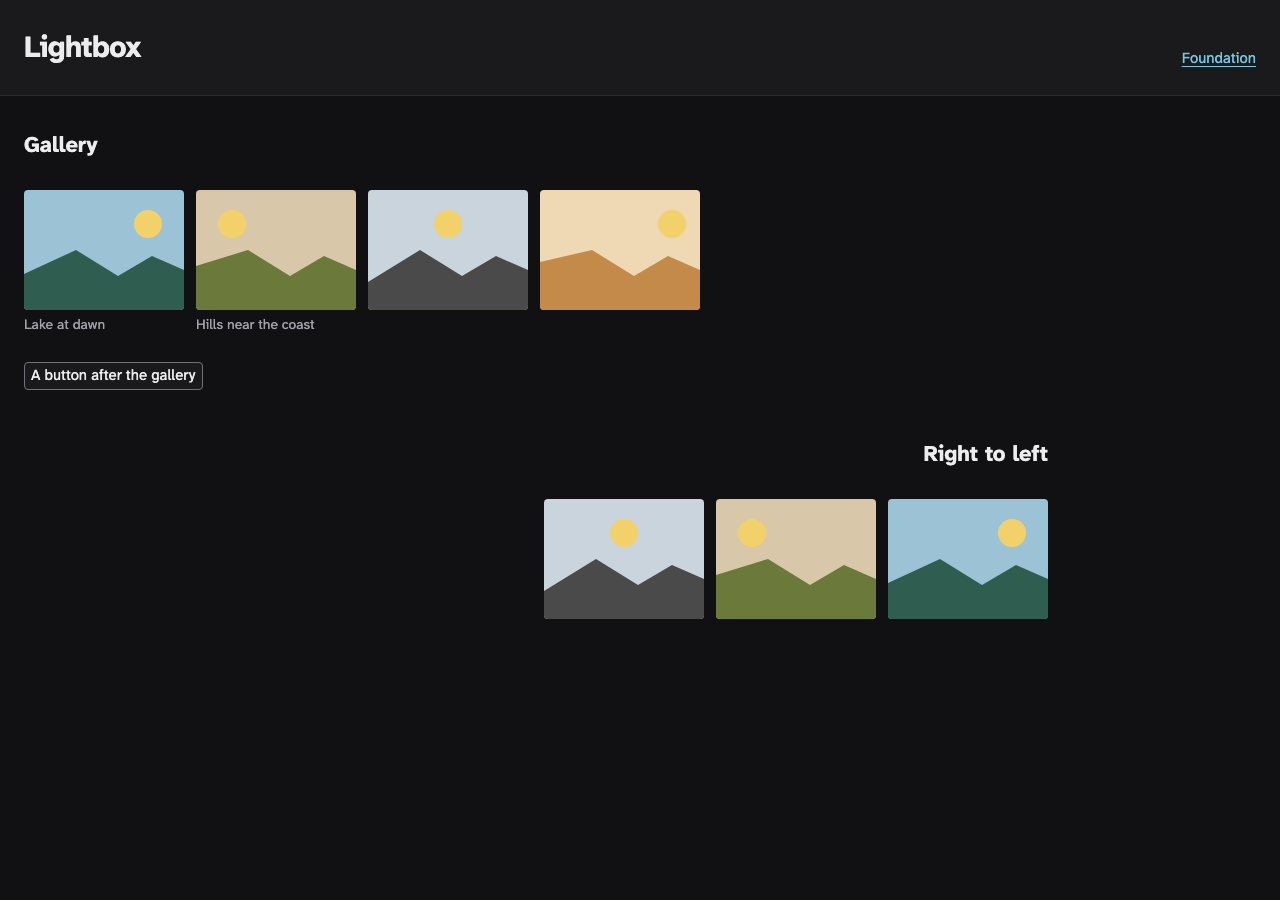 Lightbox
Foundation
Gallery
Lake at dawn
Hills near the coast
A button after the gallery
Right to left